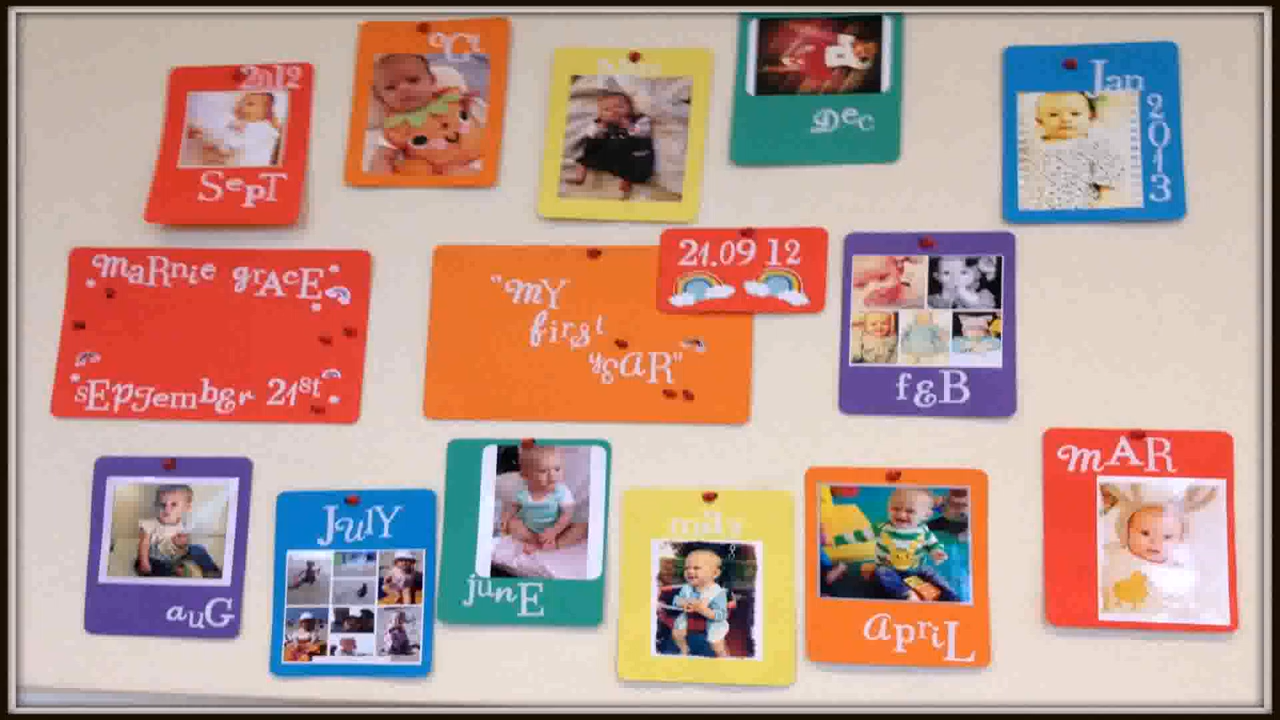 2012
SepT
Oct
Dec
Jan
2013
maRnie grAcE
sEpTember 21st
"mY
first
yeaR"
21.09 12
fEB
mAR
apriL
may
junE
JulY
auG